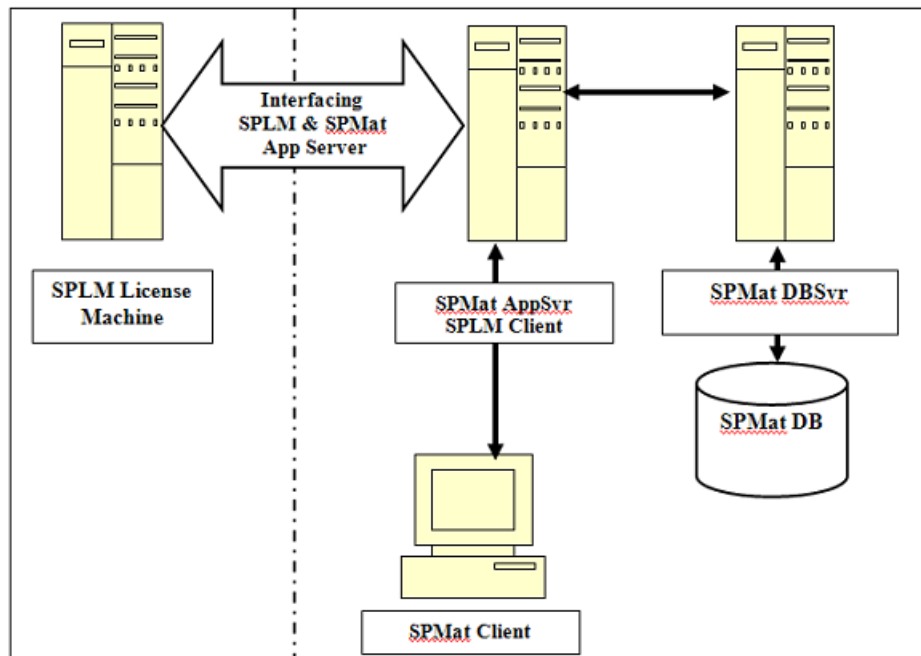 Interfacing
SPLM & SPMat
App Server
SPLM License
Machine
SPMat AppSvr
SPLM Client
SPMat DBSvr
SPMat DB
SPMat Client